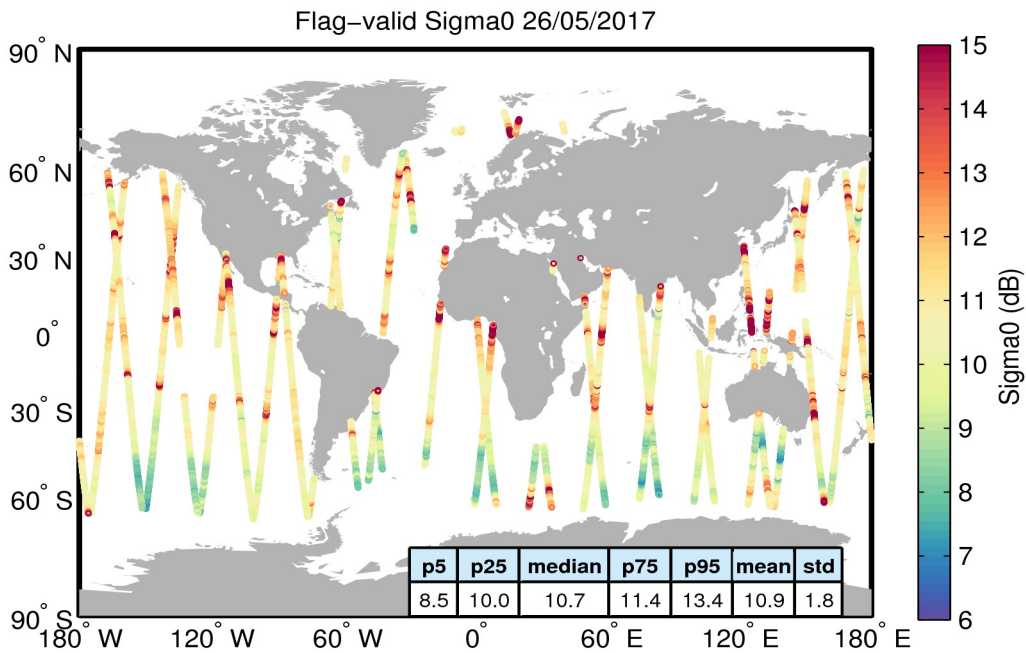 Flag−valid Sigma0 26/05/2017
90° N
60° N
30° N
0°
30° S
60° S
90° S
180° W 120° W 60° W 0° 60° E 120° E 180° E
p5 p25 median p75 p95 mean std
8.5 10.0 10.7 11.4 13.4 10.9 1.8
15
14
13
12
11
10
9
8
7
6
Sigma0 (dB)